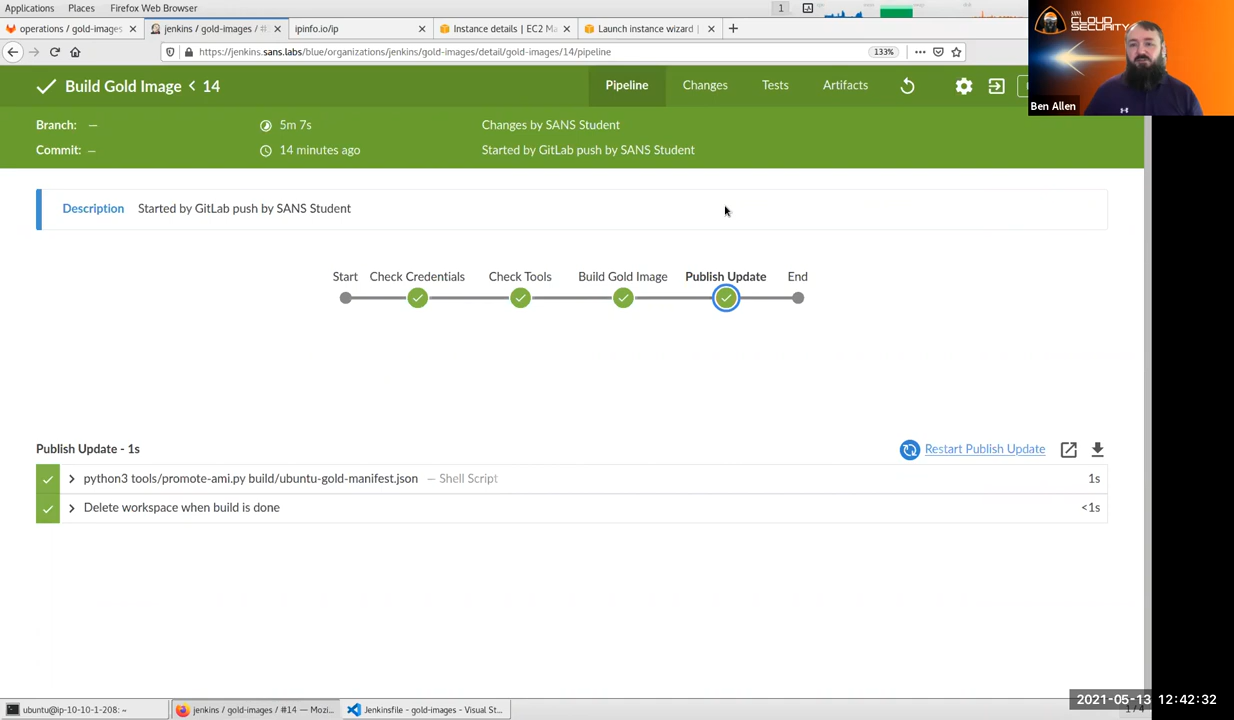 Applications Places Firefox Web Browser
1
operations / gold-images
jenkins / gold-images / #
ipinfo.io/ip
Instance details | EC2 Ma
Launch instance wizard |
https://jenkins.sans.labs/blue/organizations/jenkins/gold-images/detail/gold-images/14/pipeline
133%
SANS
CLOUD
SECURITY
Ben Allen
Build Gold Image < 14
Pipeline
Changes
Tests
Artifacts
Branch: —
5m 7s
Changes by SANS Student
Commit: —
14 minutes ago
Started by GitLab push by SANS Student
Description Started by GitLab push by SANS Student
Start Check Credentials Check Tools Build Gold Image Publish Update End
Publish Update - 1s
Restart Publish Update
python3 tools/promote-ami.py build/ubuntu-gold-manifest.json — Shell Script 1s
Delete workspace when build is done <1s
ubuntu@ip-10-10-1-208: ~
jenkins / gold-images / #14 — Mozi...
Jenkinsfile - gold-images - Visual St...
2021-05-13 12:42:32
1 / 4